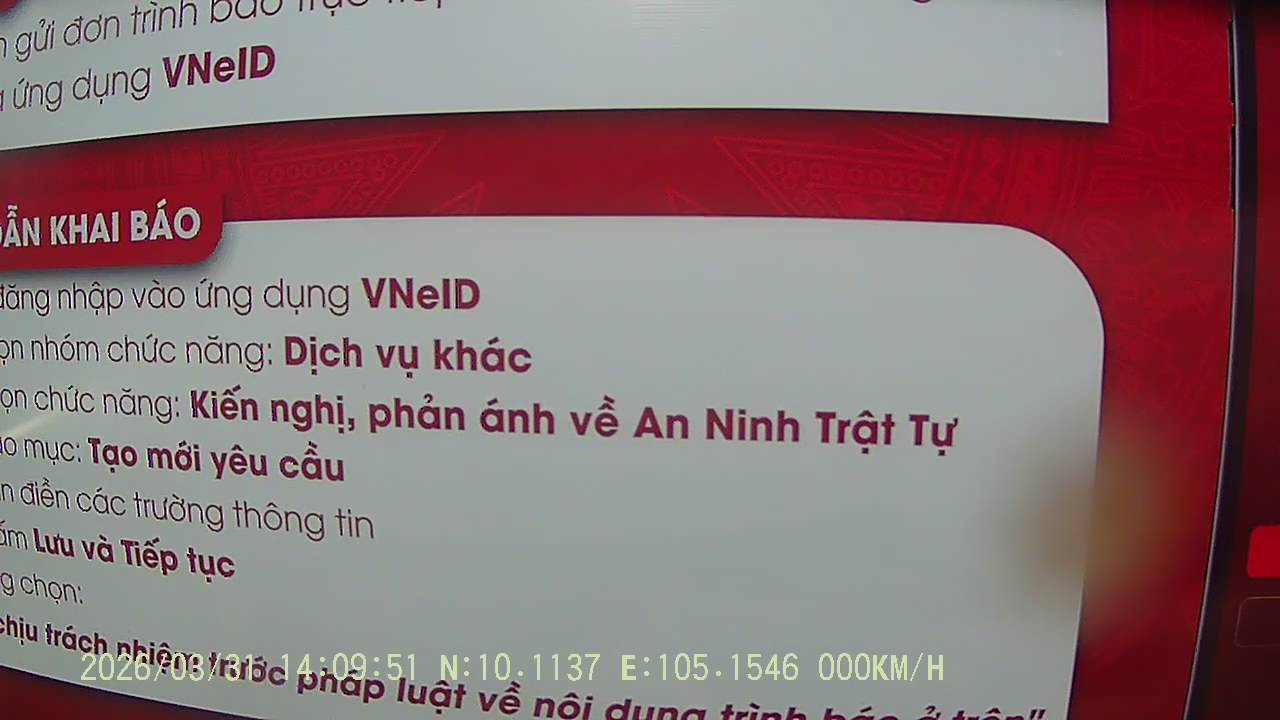 gửi đơn trình báo trực
ứng dụng VNeID
DẪN KHAI BÁO
đăng nhập vào ứng dụng VNeID
ọn nhóm chức năng: Dịch vụ khác
ọn chức năng: Kiến nghị, phản ánh về An Ninh Trật Tự
mục: Tạo mới yêu cầu
điền các trường thông tin
Lưu và Tiếp tục
g chọn:
chịu trách nhiệm trước pháp luật về nội dung trình báo ở trên”
2026/03/31 14:09:51 N:10.1137 E:105.1546 000KM/H